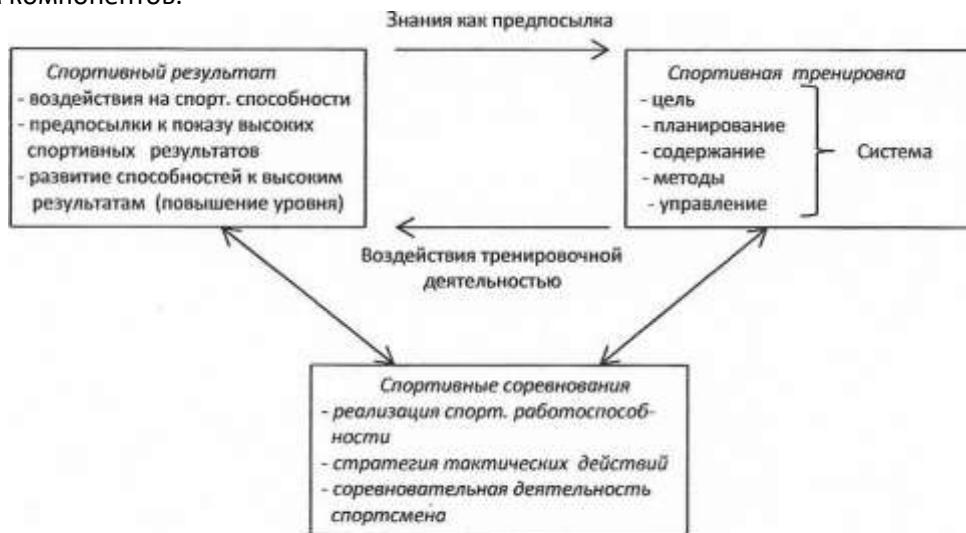 компонентов.
Знания как предпосылка
Спортивный результат
- воздействия на спорт. способности
- предпосылки к показу высоких
спортивных результатов
- развитие способностей к высоким
результатам (повышение уровня)
Спортивная тренировка
- цель
- планирование
- содержание
- методы
- управление
Система
Воздействия тренировочной
деятельностью
Спортивные соревнования
- реализация спорт. работоспособ-
ности
- стратегия тактических действий
- соревновательная деятельность
спортсмена